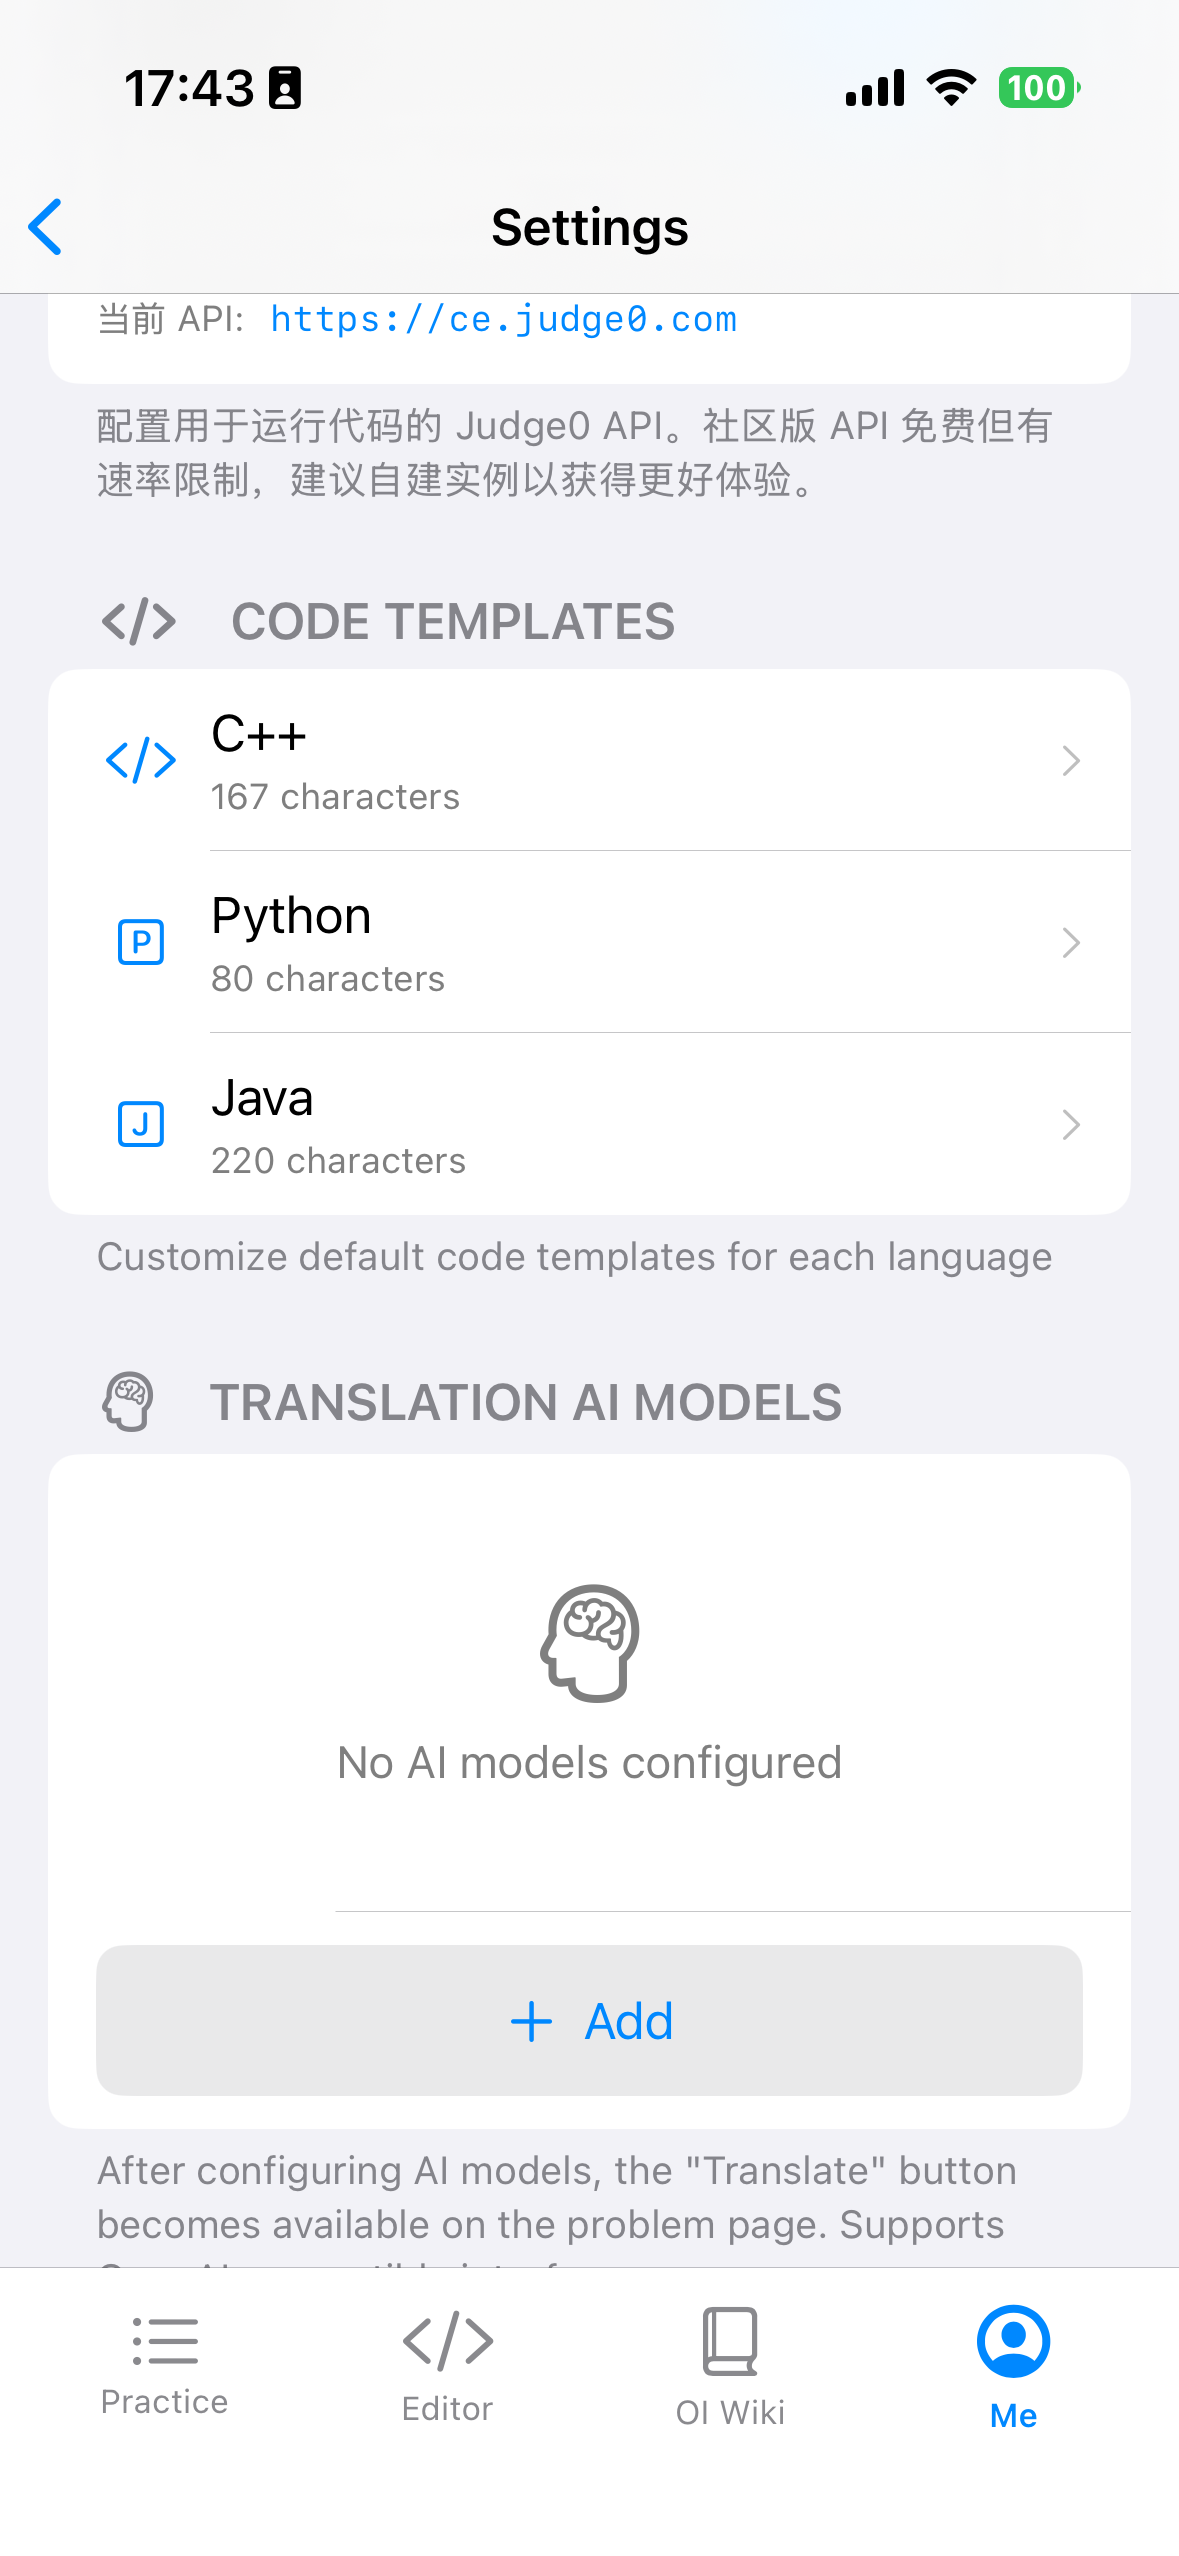 17:43
100
Settings
当前 API: https://ce.judge0.com
配置用于运行代码的 Judge0 API。社区版 API 免费但有
速率限制，建议自建实例以获得更好体验。
CODE TEMPLATES
C++
167 characters
P
Python
80 characters
J
Java
220 characters
Customize default code templates for each language
TRANSLATION AI MODELS
No AI models configured
Add
After configuring AI models, the "Translate" button
becomes available on the problem page. Supports
Practice
Editor
OI Wiki
Me